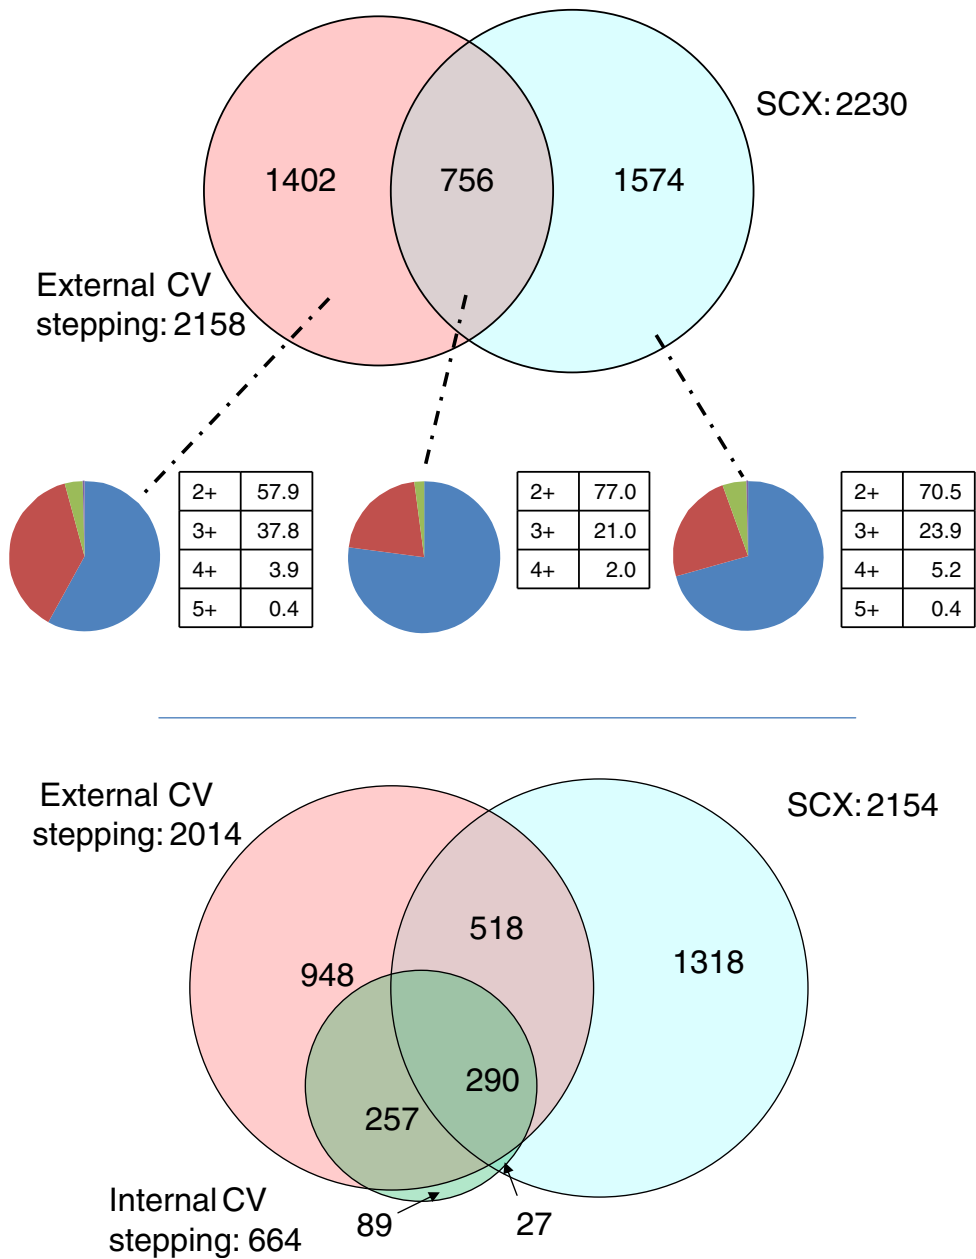 SCX: 2230
1402
756
1574
External CV
stepping: 2158
2+ 57.9
3+ 37.8
4+ 3.9
5+ 0.4
2+ 77.0
3+ 21.0
4+ 2.0
2+ 70.5
3+ 23.9
4+ 5.2
5+ 0.4
External CV
stepping: 2014
SCX: 2154
518
948
1318
290
257
Internal CV
stepping: 664
89
27